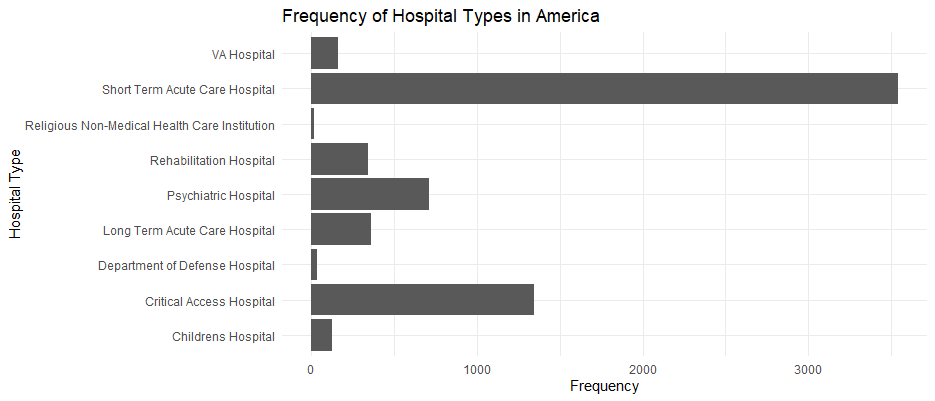 Frequency of Hospital Types in America
Hospital Type
VA Hospital
Short Term Acute Care Hospital
Religious Non-Medical Health Care Institution
Rehabilitation Hospital
Psychiatric Hospital
Long Term Acute Care Hospital
Department of Defense Hospital
Critical Access Hospital
Childrens Hospital
0 1000 2000 3000
Frequency